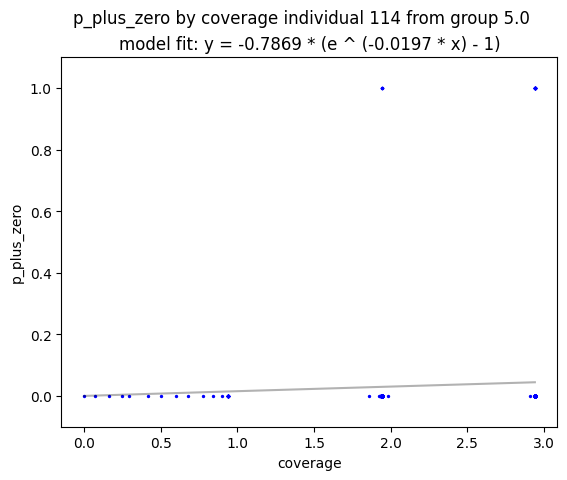 p_plus_zero by coverage individual 114 from group 5.0
model fit: y = -0.7869 * (e ^ (-0.0197 * x) - 1)
1.0
0.8
0.6
0.4
0.2
0.0
p_plus_zero
0.0 0.5 1.0 1.5 2.0 2.5 3.0
coverage